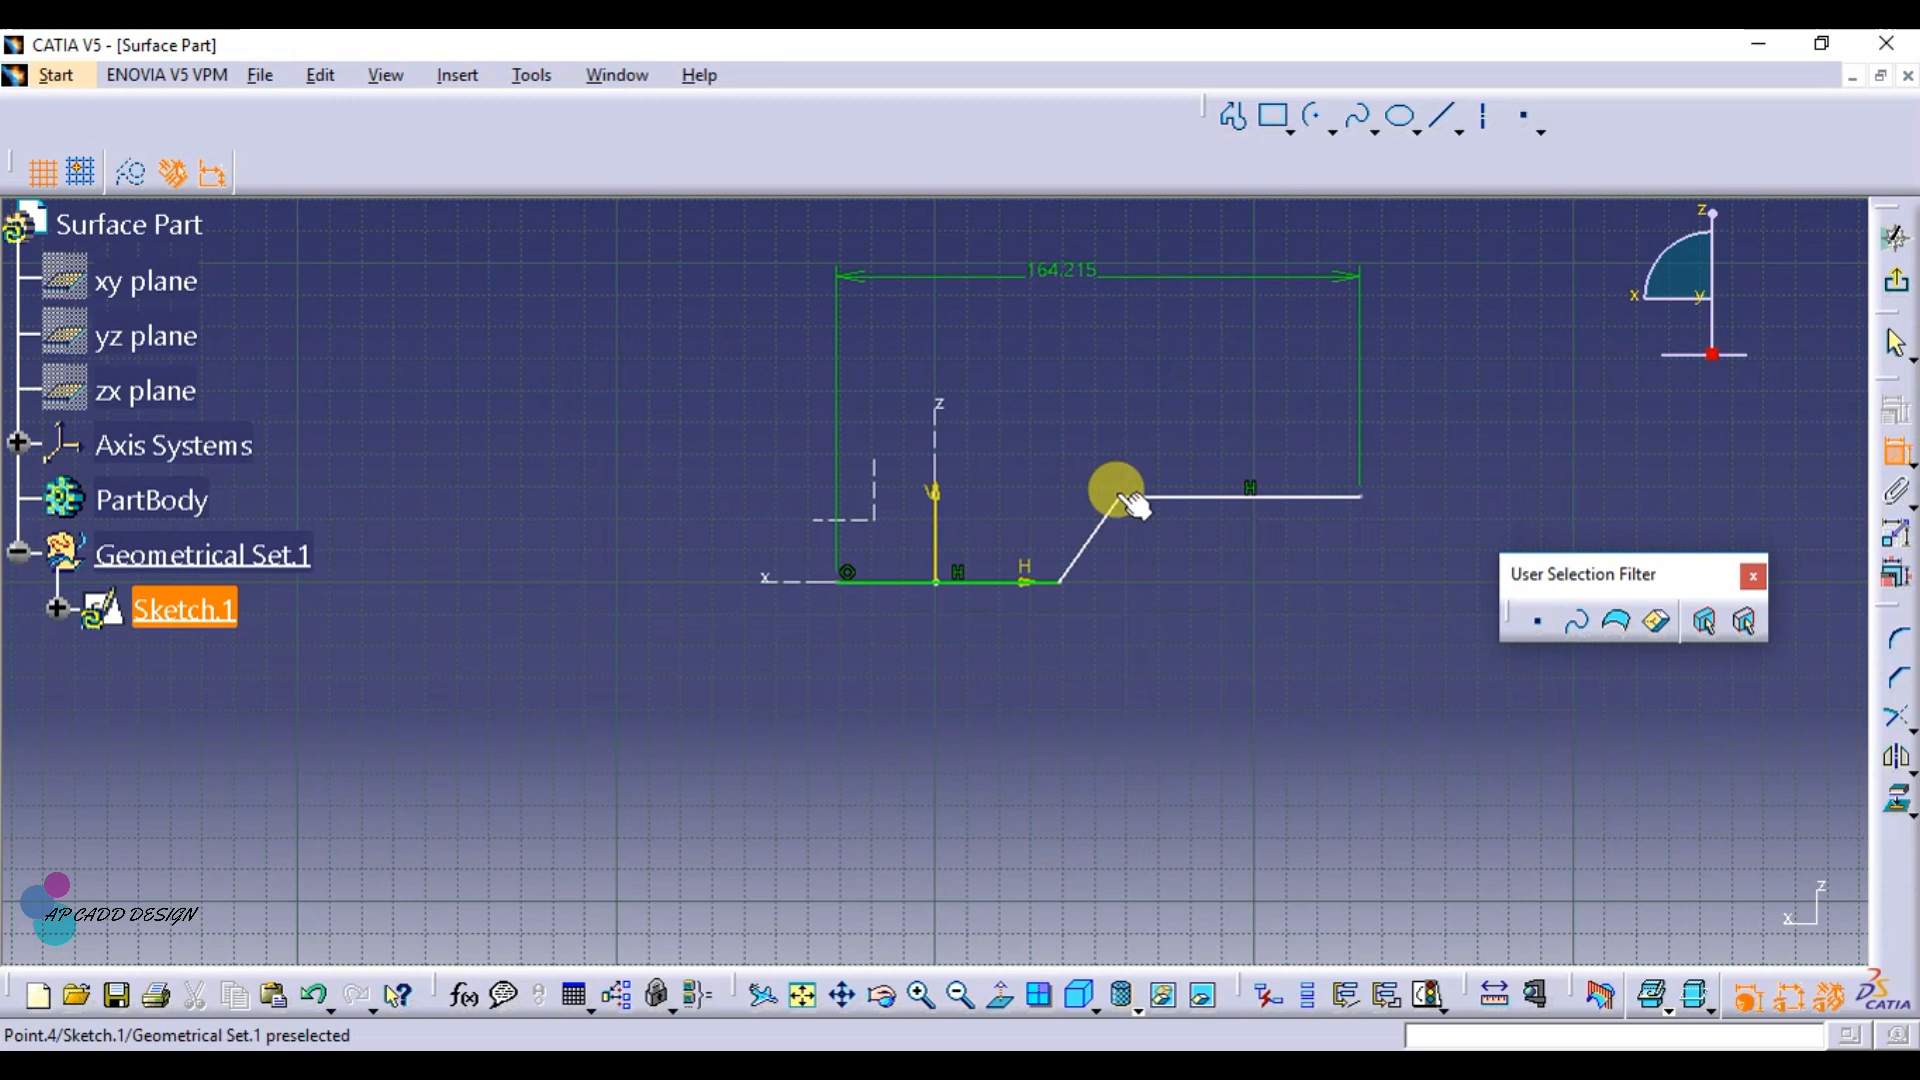 CATIA V5 - [Surface Part]
Start ENOVIA V5 VPM File Edit View Insert Tools Window Help
Surface Part
xy plane
yz plane
zx plane
Axis Systems
PartBody
Geometrical Set.1
Sketch.1
164.215
z
V
H
H
H
H
x
z
x
y
User Selection Filter
AP CADD DESIGN
z
x
f(x)
DS
CATIA
Point.4/Sketch.1/Geometrical Set.1 preselected